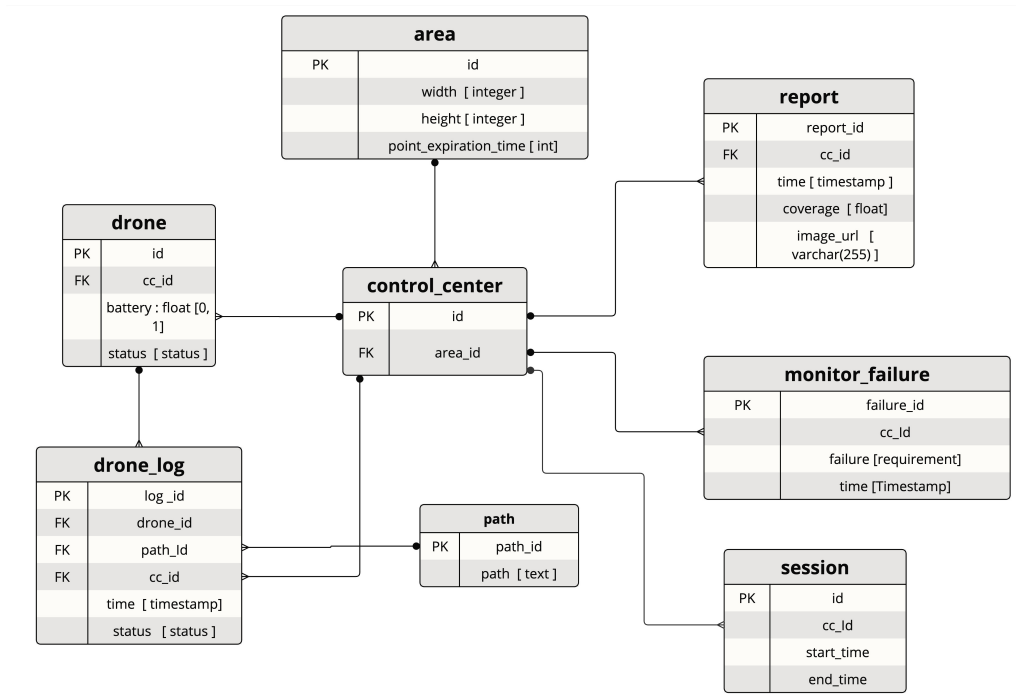 area
PK id
width [ integer ]
height [ integer ]
point_expiration_time [ int]
report
PK report_id
FK cc_id
time [ timestamp ]
coverage [ float]
image_url [
varchar(255) ]
drone
PK id
FK cc_id
battery : float [0,
1]
status [ status ]
control_center
PK id
FK area_id
monitor_failure
PK failure_id
cc_Id
failure [requirement]
time [Timestamp]
drone_log
PK log _id
FK drone_id
FK path_Id
FK cc_id
time [ timestamp]
status [ status ]
path
PK path_id
path [ text ]
session
PK id
cc_Id
start_time
end_time